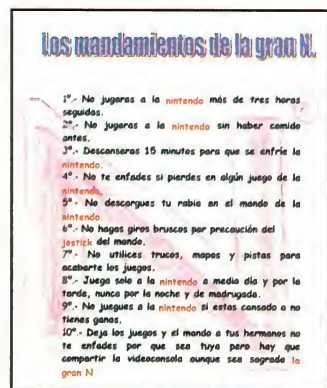 Los mandamientos de la gran N.
1º.- No jugaras a la nintendo más de tres horas
seguidas.
2º.- No jugaras a la nintendo sin haber comido
antes.
3º.- Descansaras 15 minutos para que se enfríe la
nintendo.
4º.- No te enfades si pierdes en algún juego de la
nintendo.
5º.- No descargues tu rabia en el mando de la
nintendo.
6º.- No hagas giros bruscos por precaución del
jostick del mando.
7º.- No utilices trucos, mapas y pistas para
acabarte los juegos.
8º.- Juega solo a la nintendo a medio día y por la
tarde, nunca por la noche y de madrugada.
9º.- No juegues a la nintendo si estas cansado a no
tienes ganas.
10º.- Deja los juegos y el mando a tus hermanos no
te enfades por que sea tuya pero hay que
compartir la videoconsola aunque sea sagrada la
gran N